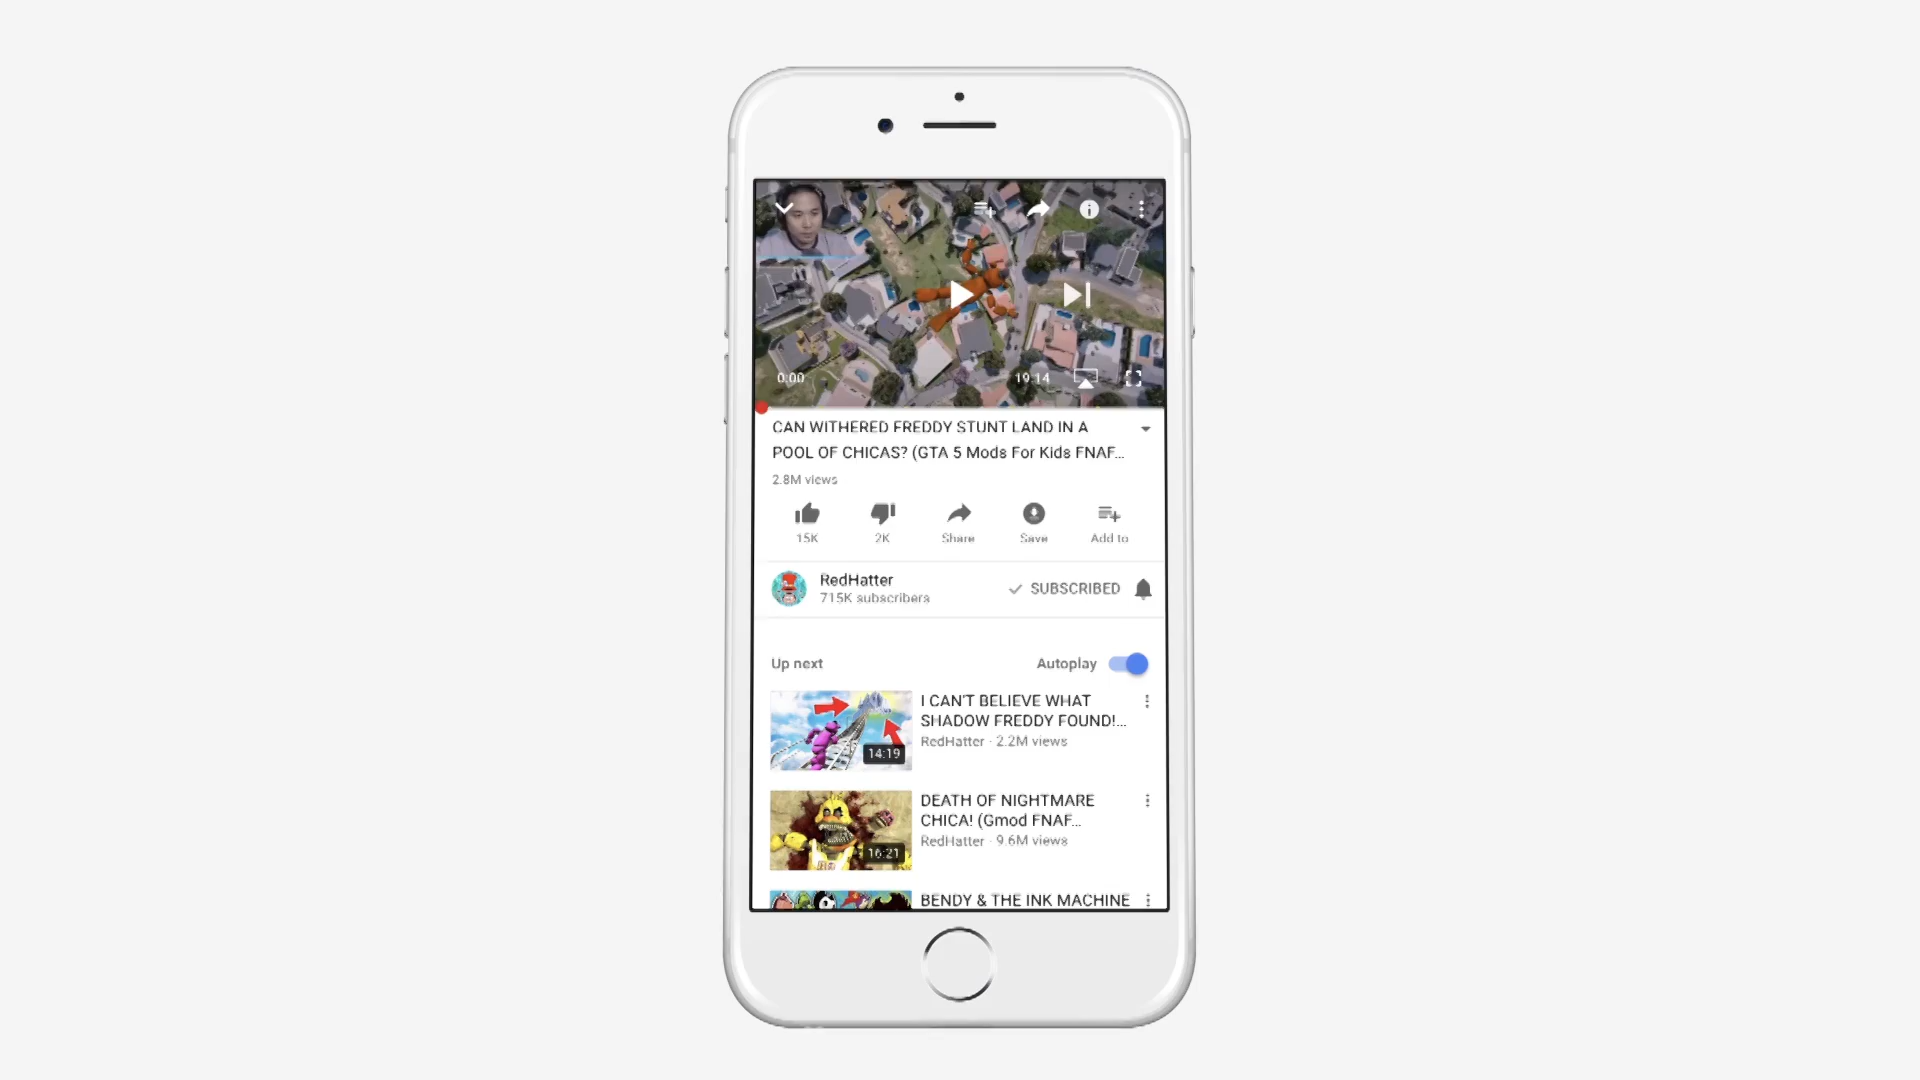 0:00
19:14
CAN WITHERED FREDDY STUNT LAND IN A
POOL OF CHICAS? (GTA 5 Mods For Kids FNAF...
2.8M views
15K
2K
Share
Save
Add to
RedHatter
715K subscribers
SUBSCRIBED
Up next
Autoplay
I CAN'T BELIEVE WHAT
SHADOW FREDDY FOUND!...
RedHatter · 2.2M views
14:19
DEATH OF NIGHTMARE
CHICA! (Gmod FNAF...
RedHatter · 9.6M views
16:21
BENDY & THE INK MACHINE